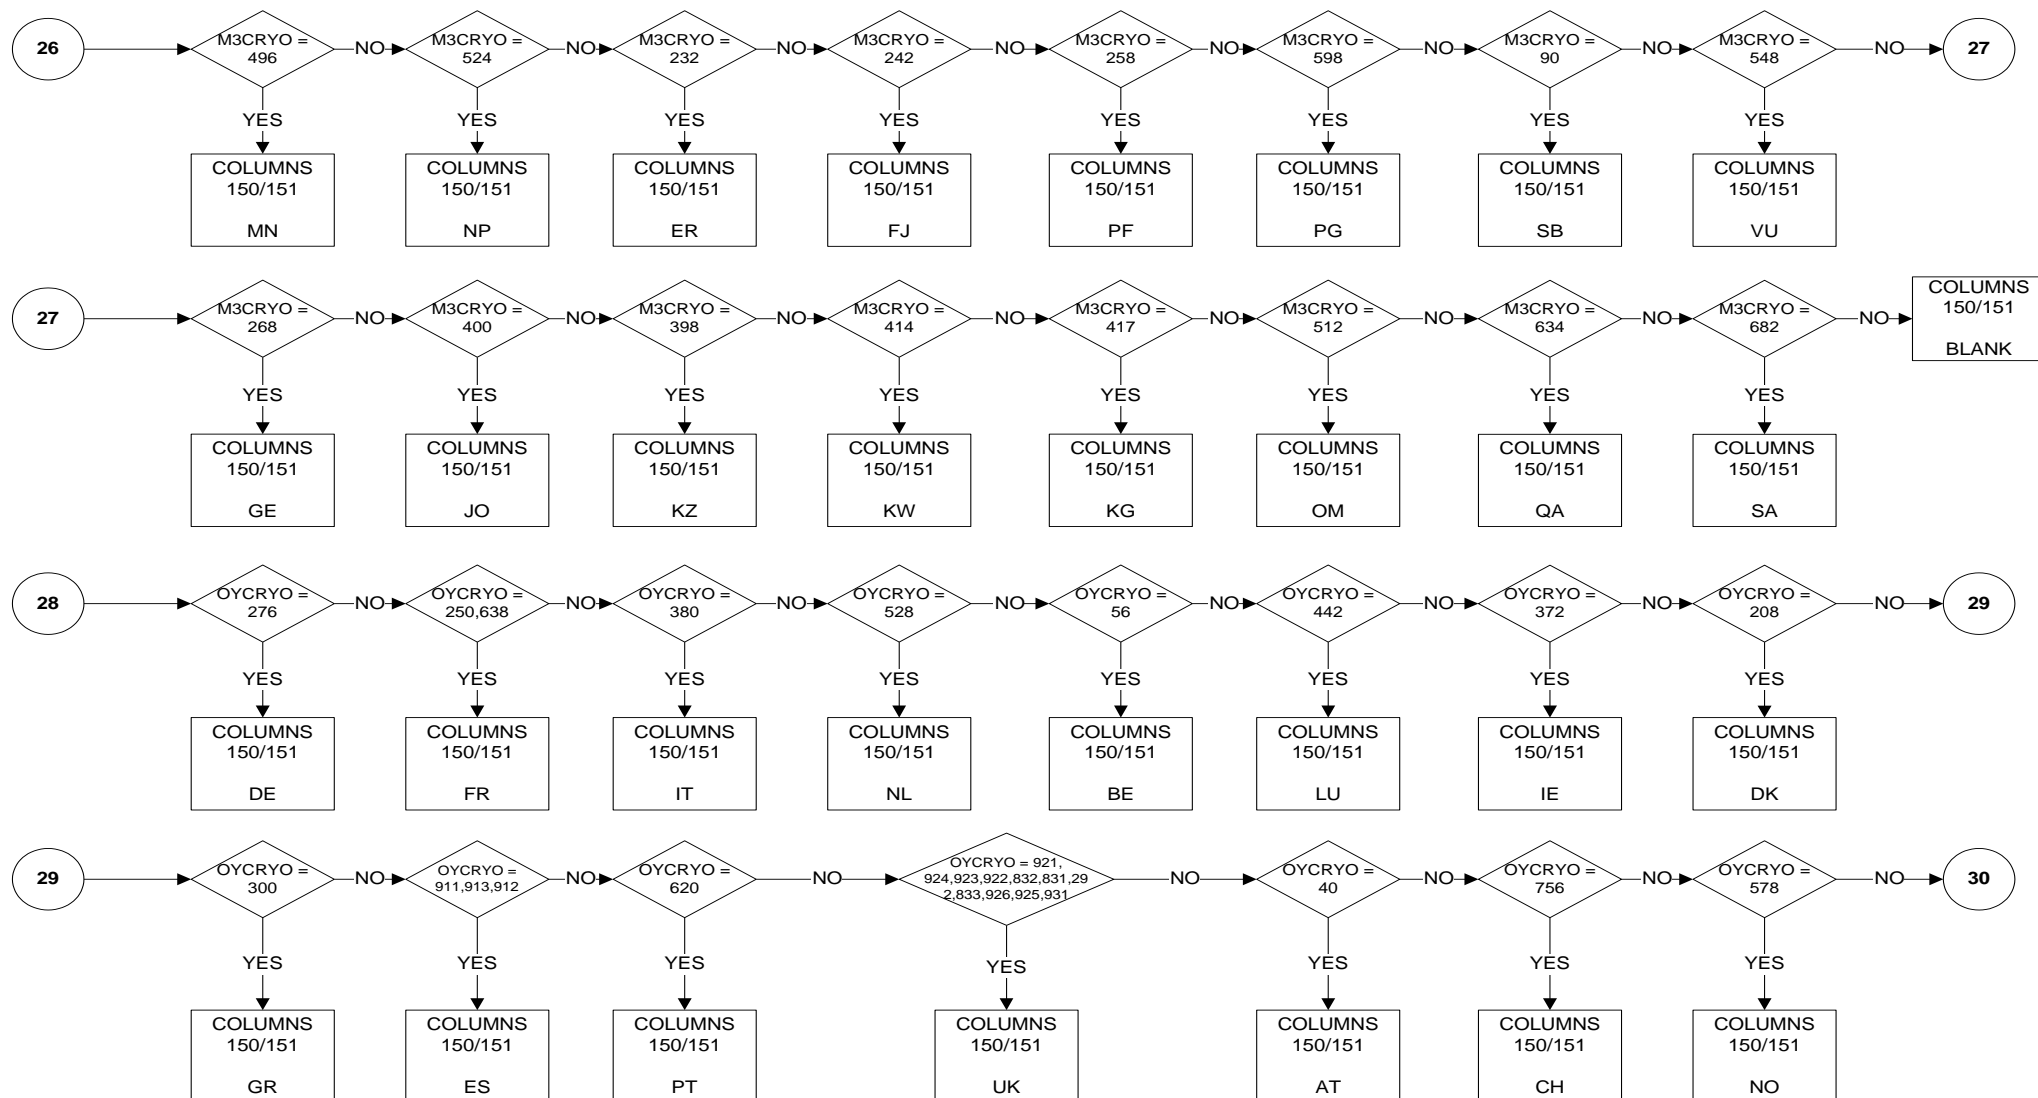 26
M3CRYO =
496
NO
M3CRYO =
524
NO
M3CRYO =
232
NO
M3CRYO =
242
NO
M3CRYO =
258
NO
M3CRYO =
598
NO
M3CRYO =
90
NO
M3CRYO =
548
NO
27
YES
YES
YES
YES
YES
YES
YES
YES
COLUMNS
150/151
MN
COLUMNS
150/151
NP
COLUMNS
150/151
ER
COLUMNS
150/151
FJ
COLUMNS
150/151
PF
COLUMNS
150/151
PG
COLUMNS
150/151
SB
COLUMNS
150/151
VU
27
M3CRYO =
268
NO
M3CRYO =
400
NO
M3CRYO =
398
NO
M3CRYO =
414
NO
M3CRYO =
417
NO
M3CRYO =
512
NO
M3CRYO =
634
NO
M3CRYO =
682
NO
COLUMNS
150/151
BLANK
YES
YES
YES
YES
YES
YES
YES
YES
COLUMNS
150/151
GE
COLUMNS
150/151
JO
COLUMNS
150/151
KZ
COLUMNS
150/151
KW
COLUMNS
150/151
KG
COLUMNS
150/151
OM
COLUMNS
150/151
QA
COLUMNS
150/151
SA
28
OYCRYO =
276
NO
OYCRYO =
250,638
NO
OYCRYO =
380
NO
OYCRYO =
528
NO
OYCRYO =
56
NO
OYCRYO =
442
NO
OYCRYO =
372
NO
OYCRYO =
208
NO
29
YES
YES
YES
YES
YES
YES
YES
YES
COLUMNS
150/151
DE
COLUMNS
150/151
FR
COLUMNS
150/151
IT
COLUMNS
150/151
NL
COLUMNS
150/151
BE
COLUMNS
150/151
LU
COLUMNS
150/151
IE
COLUMNS
150/151
DK
29
OYCRYO =
300
NO
OYCRYO =
911,913,912
NO
OYCRYO =
620
NO
OYCRYO = 921,
924,923,922,832,831,29
2,833,926,925,931
NO
OYCRYO =
40
NO
OYCRYO =
756
NO
OYCRYO =
578
NO
30
YES
YES
YES
YES
YES
YES
YES
COLUMNS
150/151
GR
COLUMNS
150/151
ES
COLUMNS
150/151
PT
COLUMNS
150/151
UK
COLUMNS
150/151
AT
COLUMNS
150/151
CH
COLUMNS
150/151
NO